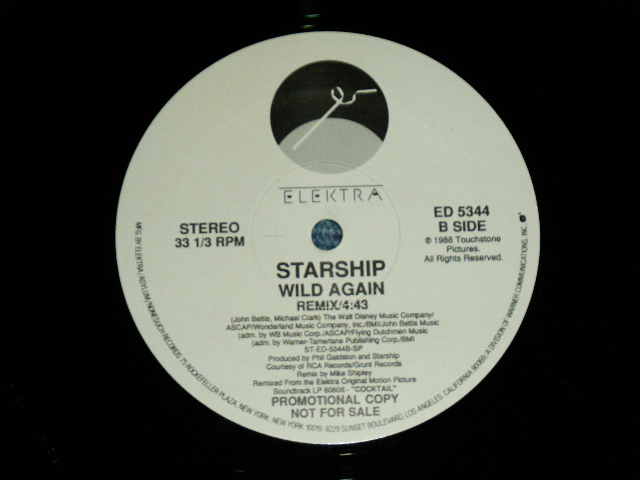 ELEKTRA
STEREO
33 1/3 RPM
ED 5344
B SIDE
℗ 1988 Touchstone
Pictures.
All Rights Reserved.
STARSHIP
WILD AGAIN
REMIX/4:43
(John Bettis, Michael Clark) The Walt Disney Music Company/
ASCAP/Wonderland Music Company, Inc./BMI/John Bettis Music
(adm. by WB Music Corp./ASCAP/Flying Dutchmen Music
(adm. by Warner-Tamerlane Publishing Corp./BMI
ST-ED-5344B-SP
Produced by Phil Galdston and Starship
Courtesy of RCA Records/Grunt Records
Remix by Mike Shipley
Remixed From the Elektra Original Motion Picture
Soundtrack LP 60806 - "COCKTAIL"
PROMOTIONAL COPY
NOT FOR SALE
MFG. BY ELEKTRA/ASYLUM/NONESUCH RECORDS, 75 ROCKEFELLER PLAZA, NEW YORK, NEW YORK 10019. 9229 SUNSET BOULEVARD, LOS ANGELES, CALIFORNIA 90069. A DIVISION OF WARNER COMMUNICATIONS, INC.